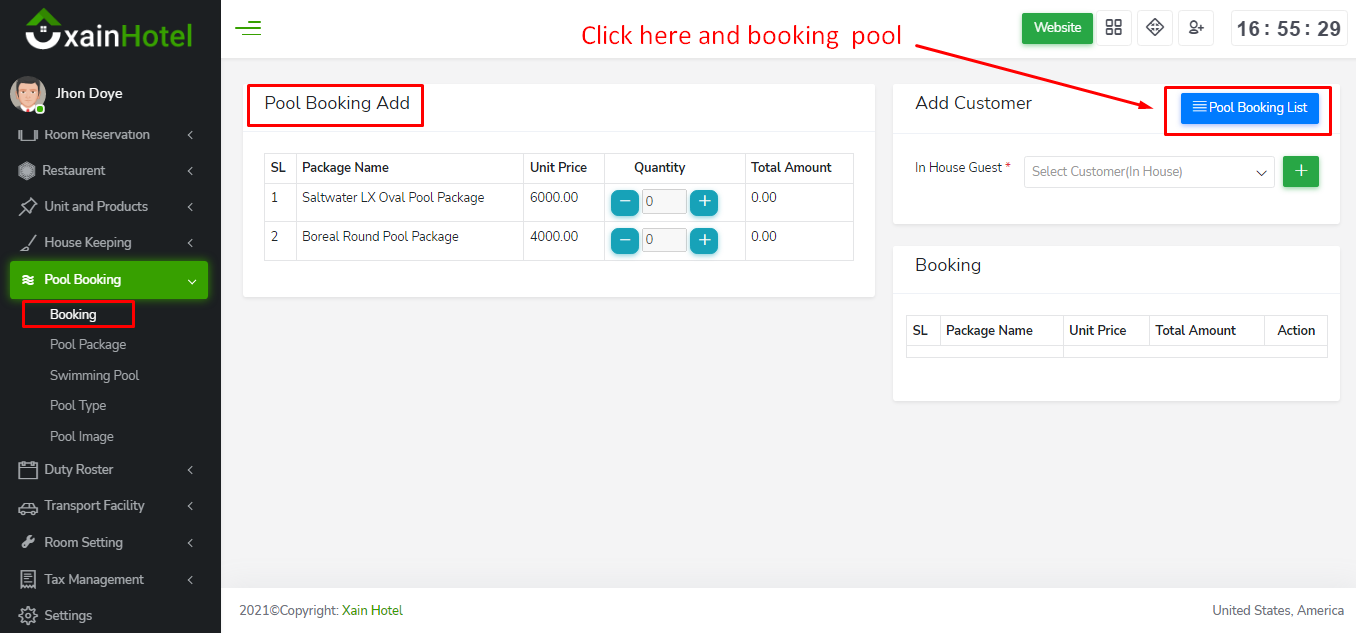 xainHotel
Jhon Doye
Room Reservation
Restaurent
Unit and Products
House Keeping
Pool Booking
Booking
Pool Package
Swimming Pool
Pool Type
Pool Image
Duty Roster
Transport Facility
Room Setting
Tax Management
Settings
Click here and booking pool
Website
16 : 55 : 29
Pool Booking Add
SL Package Name Unit Price Quantity Total Amount
1 Saltwater LX Oval Pool Package 6000.00 − 0 + 0.00
2 Boreal Round Pool Package 4000.00 − 0 + 0.00
Add Customer
Pool Booking List
In House Guest * Select Customer(In House) +
Booking
SL Package Name Unit Price Total Amount Action
2021©Copyright: Xain Hotel
United States, America